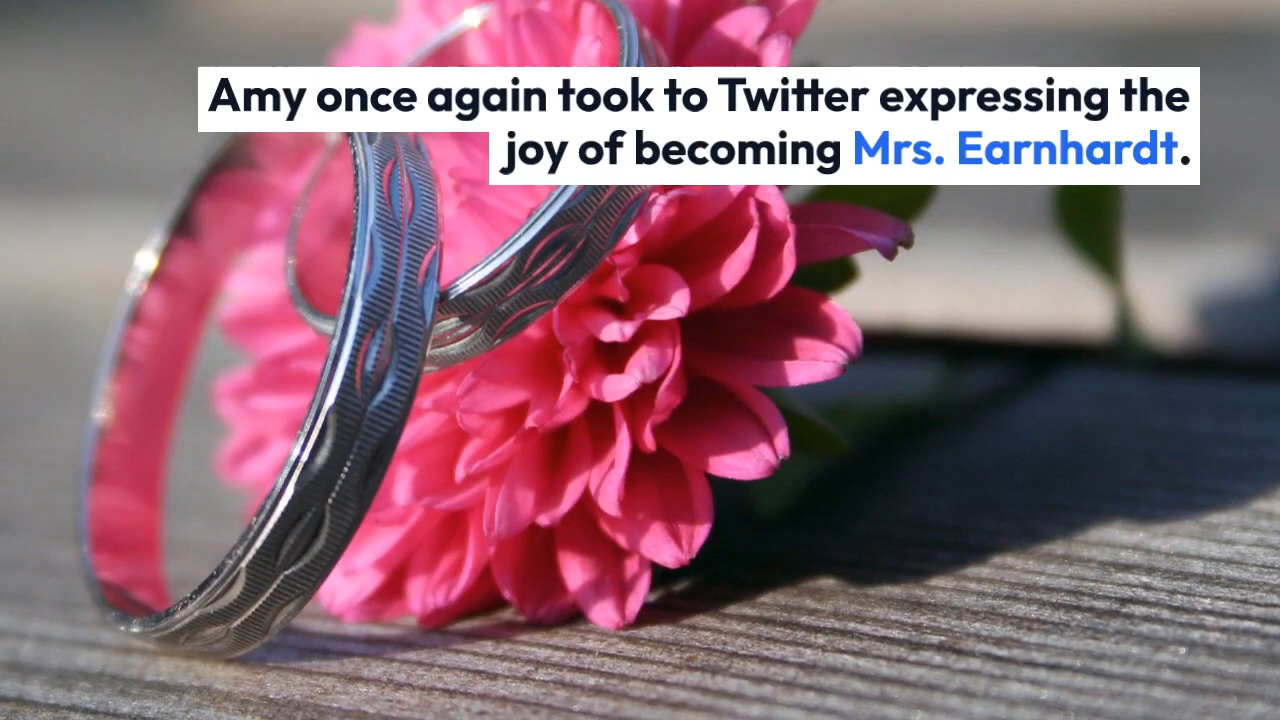 Amy once again took to Twitter expressing the
joy of becoming Mrs. Earnhardt.